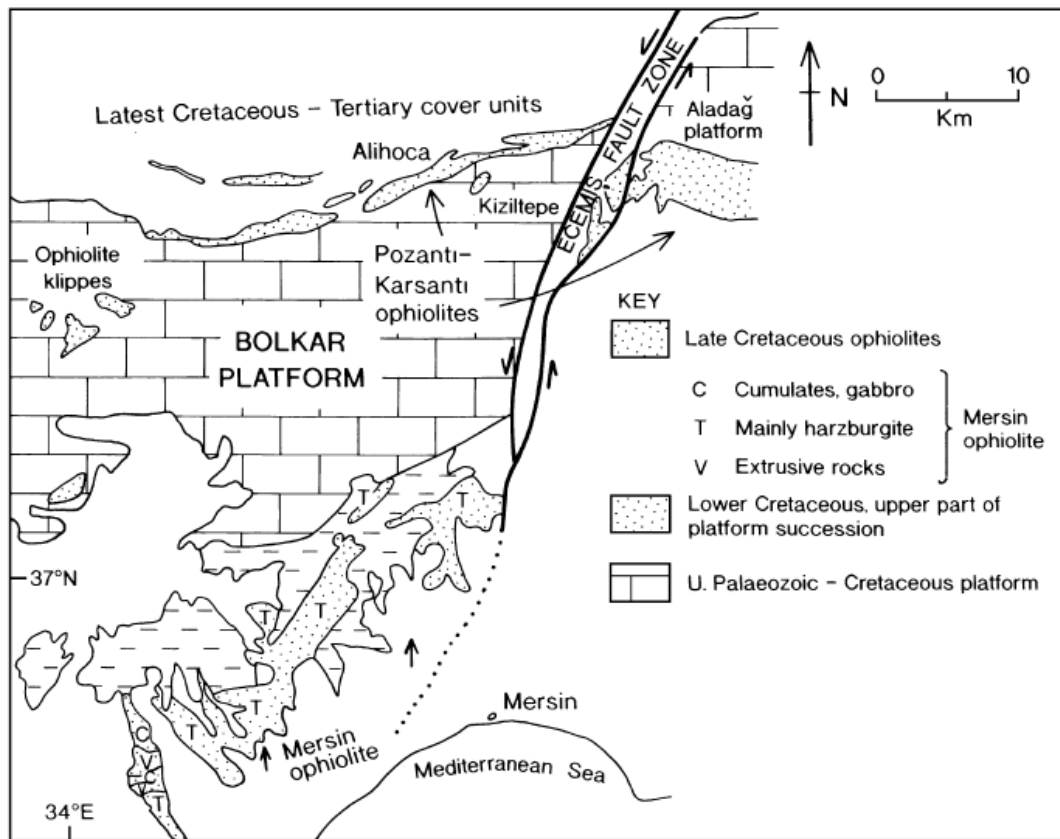 Latest Cretaceous – Tertiary cover units
Alihoca
Kiziltepe
ECEMIS FAULT ZONE
Aladağ
platform
N
0 10
Km
Ophiolite
klippes
Pozantı–
Karsantı
ophiolites
BOLKAR
PLATFORM
KEY
Late Cretaceous ophiolites
C Cumulates, gabbro
T Mainly harzburgite
V Extrusive rocks
Mersin
ophiolite
Lower Cretaceous, upper part of
platform succession
U. Palaeozoic – Cretaceous platform
37°N
T
T
T
T
T
T
C
V
C
V
T
Mersin
ophiolite
Mersin
Mediterranean Sea
34°E